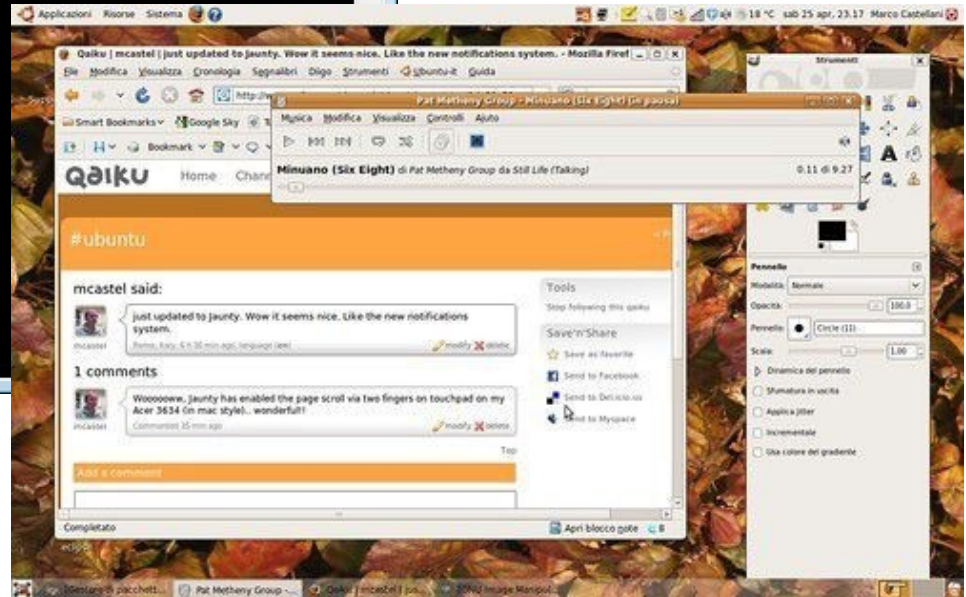 Applicazioni Risorse Sistema
18 °C sab 25 apr, 23.17 Marco Castellani
Qaiku | mcastel | just updated to Jaunty. Wow it seems nice. Like the new notifications system. - Mozilla Firef
File Modifica Visualizza Cronologia Segnalibri Diigo Strumenti Ubuntu-it Guida
Smart Bookmarks Google Sky
Bookmark
Pat Metheny Group - Minuano (Six Eight) (in pausa)
Musica Modifica Visualizza Controlli Aiuto
Minuano (Six Eight) di Pat Metheny Group da Still Life (Talking)
0.11 di 9.27
Qaiku Home
#ubuntu
mcastel said:
just updated to Jaunty. Wow it seems nice. Like the new notifications
system.
mcastel
modify delete
1 comments
Woooooww, Jaunty has enabled the page scroll via two fingers on touchpad on my
Acer 3634 (in mac style).. wonderful!!
mcastel Commented 35 min ago modify delete
Top
Add a comment
Tools
Stop following this qaiku
Save'n'Share
Save as favorite
Send to Facebook
Send to Del.icio.us
Send to Myspace
Completato Apri blocco note
Strumenti
Pennello
Modalità: Normale
Opacità: 100.0
Pennello: Circle (11)
Scala: 1.00
Dinamica del pennello
Sfumatura in uscita
Applica jitter
Incrementale
Usa colore del gradiente
Pat Metheny Group -...